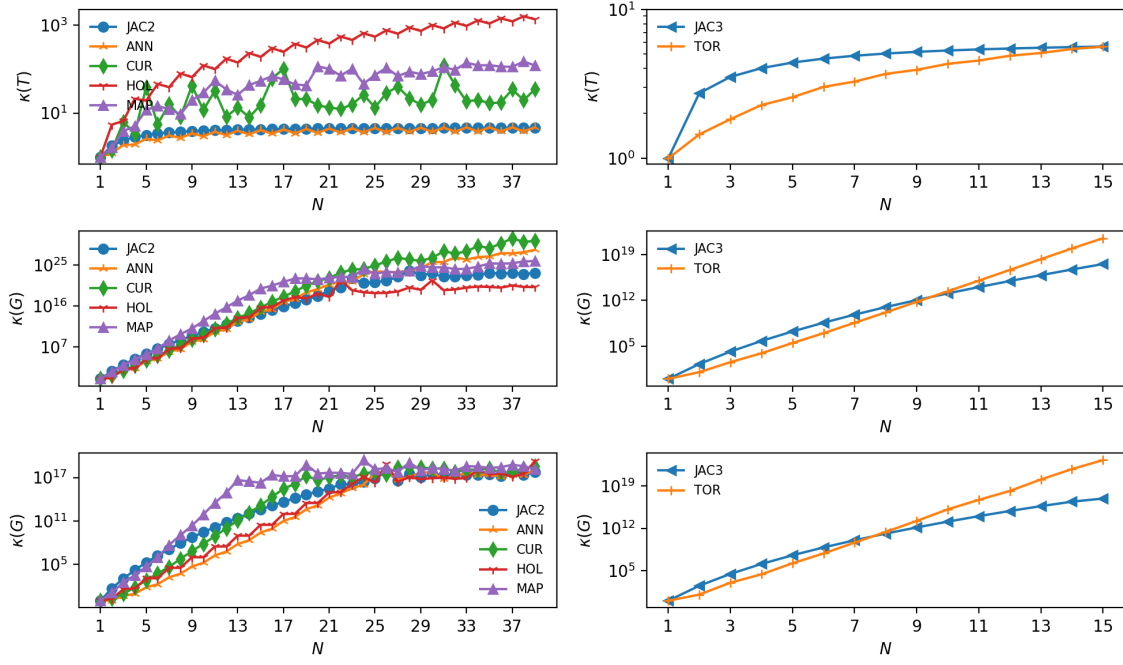 κ(T)
10³
10¹
JAC2
ANN
CUR
HOL
MAP
1 5 9 13 17 21 25 29 33 37
N
κ(T)
10¹
10⁰
JAC3
TOR
1 3 5 7 9 11 13 15
N
κ(G)
10²⁵
10¹⁶
10⁷
JAC2
ANN
CUR
HOL
MAP
1 5 9 13 17 21 25 29 33 37
N
κ(G)
10¹⁹
10¹²
10⁵
JAC3
TOR
1 3 5 7 9 11 13 15
N
κ(G)
10¹⁷
10¹¹
10⁵
JAC2
ANN
CUR
HOL
MAP
1 5 9 13 17 21 25 29 33 37
N
κ(G)
10¹⁹
10¹²
10⁵
JAC3
TOR
1 3 5 7 9 11 13 15
N